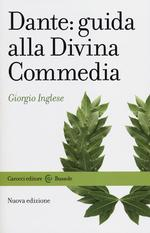 Dante: guida
alla Divina
Commedia
Giorgio Inglese
Carocci editore Bussole
Nuova edizione